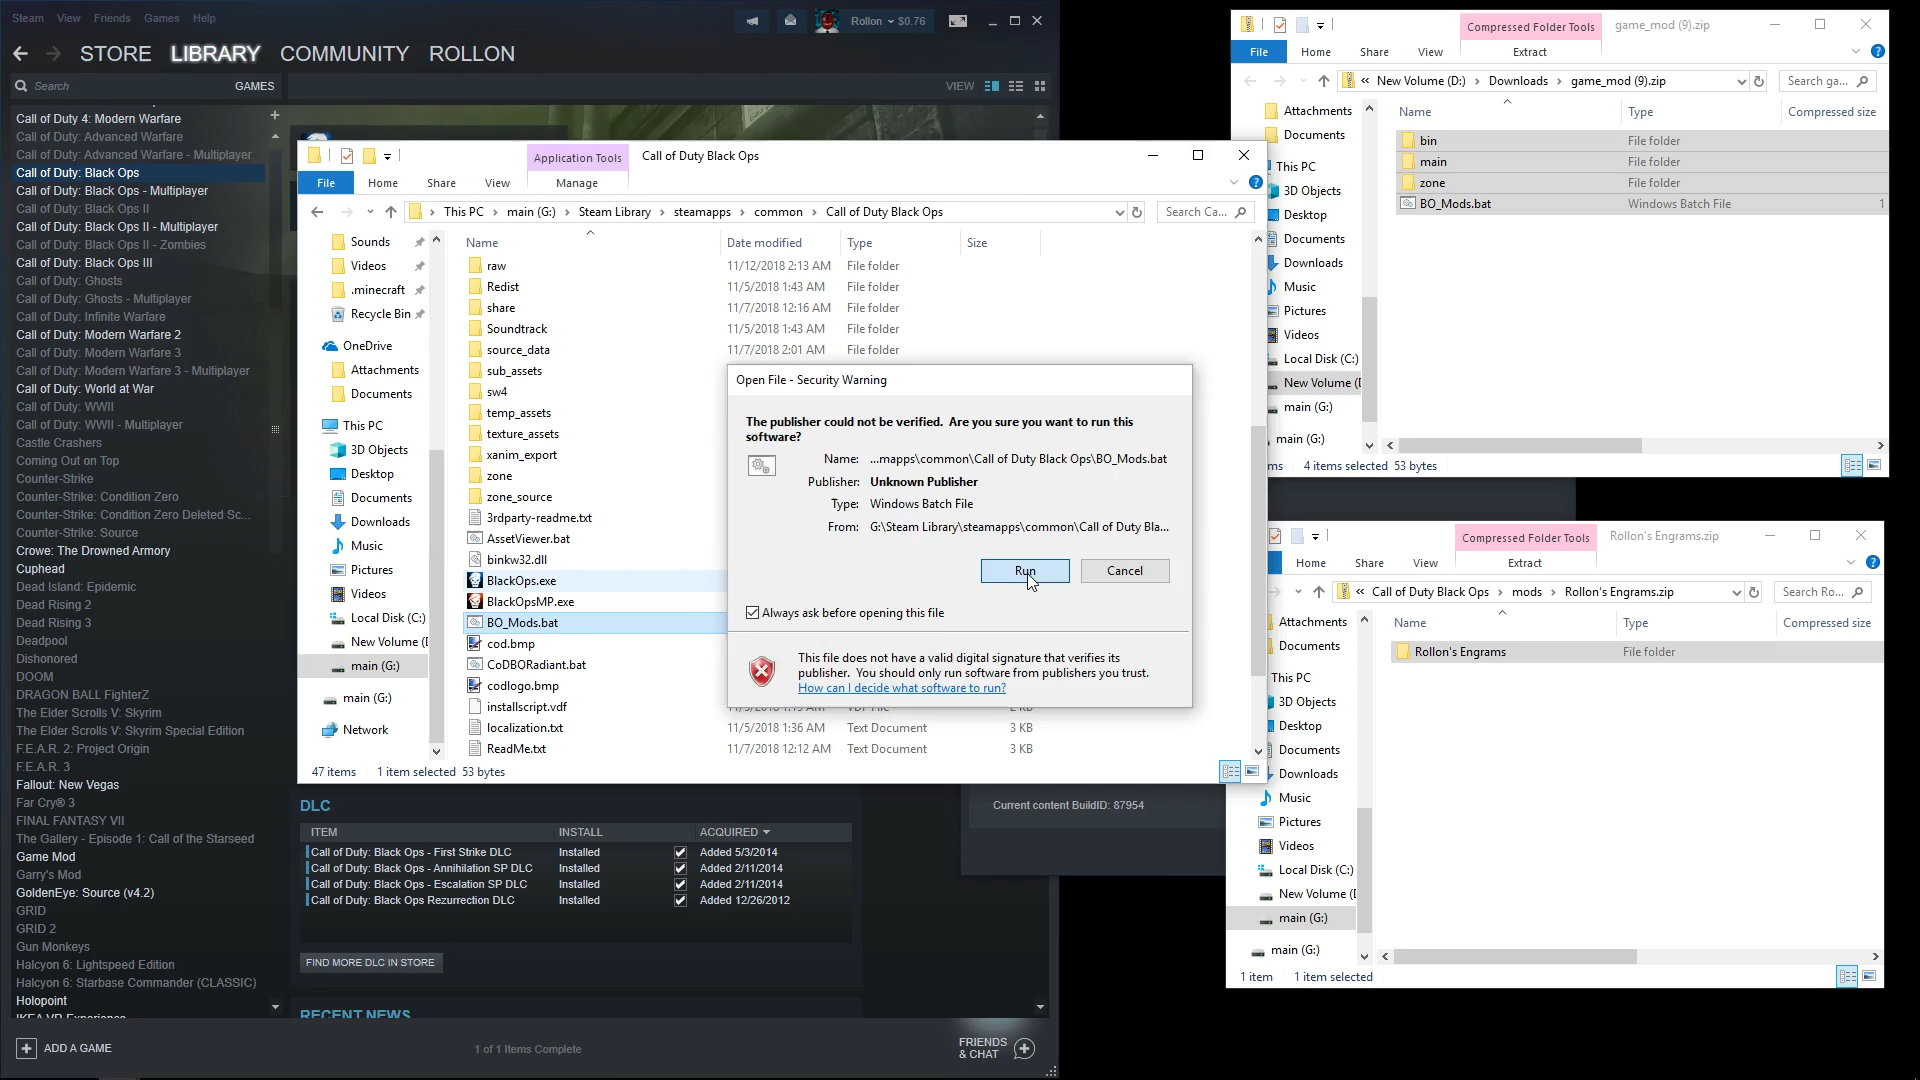 Steam View Friends Games Help
Rollon $0.76
STORE LIBRARY COMMUNITY ROLLON
Search GAMES VIEW
Call of Duty 4: Modern Warfare
Call of Duty: Advanced Warfare
Call of Duty: Advanced Warfare - Multiplayer
Call of Duty: Black Ops
Call of Duty: Black Ops - Multiplayer
Call of Duty: Black Ops II
Call of Duty: Black Ops II - Multiplayer
Call of Duty: Black Ops II - Zombies
Call of Duty: Black Ops III
Call of Duty: Ghosts
Call of Duty: Ghosts - Multiplayer
Call of Duty: Infinite Warfare
Call of Duty: Modern Warfare 2
Call of Duty: Modern Warfare 3
Call of Duty: Modern Warfare 3 - Multiplayer
Call of Duty: World at War
Call of Duty: WWII
Call of Duty: WWII - Multiplayer
Castle Crashers
Coming Out on Top
Counter-Strike
Counter-Strike: Condition Zero
Counter-Strike: Condition Zero Deleted Sc...
Counter-Strike: Source
Crowe: The Drowned Armory
Cuphead
Dead Island: Epidemic
Dead Rising 2
Dead Rising 3
Deadpool
Dishonored
DOOM
DRAGON BALL FighterZ
The Elder Scrolls V: Skyrim
The Elder Scrolls V: Skyrim Special Edition
F.E.A.R. 2: Project Origin
F.E.A.R. 3
Fallout: New Vegas
Far Cry® 3
FINAL FANTASY VII
The Gallery - Episode 1: Call of the Starseed
Game Mod
Garry's Mod
GoldenEye: Source (v4.2)
GRID
GRID 2
Gun Monkeys
Halcyon 6: Lightspeed Edition
Halcyon 6: Starbase Commander (CLASSIC)
Holopoint
ADD A GAME
Application Tools Call of Duty Black Ops
File Home Share View Manage
This PC main (G:) Steam Library steamapps common Call of Duty Black Ops Search Ca...
Sounds
Videos
.minecraft
Recycle Bin
OneDrive
Attachments
Documents
This PC
3D Objects
Desktop
Documents
Downloads
Music
Pictures
Videos
Local Disk (C:)
New Volume (
main (G:)
main (G:)
Network
Name Date modified Type Size
raw 11/12/2018 2:13 AM File folder
Redist 11/5/2018 1:43 AM File folder
share 11/7/2018 12:16 AM File folder
Soundtrack 11/5/2018 1:43 AM File folder
source_data 11/7/2018 2:01 AM File folder
sub_assets
sw4
temp_assets
texture_assets
xanim_export
zone
zone_source
3rdparty-readme.txt
AssetViewer.bat
binkw32.dll
BlackOps.exe
BlackOpsMP.exe
BO_Mods.bat
cod.bmp
CoDBORadiant.bat
codlogo.bmp
installscript.vdf
localization.txt 11/5/2018 1:36 AM Text Document 3 KB
ReadMe.txt 11/7/2018 12:12 AM Text Document 3 KB
47 items 1 item selected 53 bytes
Open File - Security Warning
The publisher could not be verified. Are you sure you want to run this
software?
Name: ...mapps\common\Call of Duty Black Ops\BO_Mods.bat
Publisher: Unknown Publisher
Type: Windows Batch File
From: G:\Steam Library\steamapps\common\Call of Duty Bla...
Run Cancel
Always ask before opening this file
This file does not have a valid digital signature that verifies its
publisher. You should only run software from publishers you trust.
How can I decide what software to run?
DLC
ITEM INSTALL ACQUIRED
Call of Duty: Black Ops - First Strike DLC Installed Added 5/3/2014
Call of Duty: Black Ops - Annihilation SP DLC Installed Added 2/11/2014
Call of Duty: Black Ops - Escalation SP DLC Installed Added 2/11/2014
Call of Duty: Black Ops Rezurrection DLC Installed Added 12/26/2012
FIND MORE DLC IN STORE
RECENT NEWS
1 of 1 Items Complete
FRIENDS
& CHAT
Current content BuildID: 87954
Compressed Folder Tools game_mod (9).zip
File Home Share View Extract
« New Volume (D:) Downloads game_mod (9).zip Search ga...
Attachments
Documents
This PC
3D Objects
Desktop
Documents
Downloads
Music
Pictures
Videos
Local Disk (C:)
New Volume (
main (G:)
main (G:)
Name Type Compressed size
bin File folder
main File folder
zone File folder
BO_Mods.bat Windows Batch File 1
ms 4 items selected 53 bytes
Compressed Folder Tools Rollon's Engrams.zip
Home Share View Extract
« Call of Duty Black Ops mods Rollon's Engrams.zip Search Ro...
Attachments
Documents
This PC
3D Objects
Desktop
Documents
Downloads
Music
Pictures
Videos
Local Disk (C:)
New Volume (
main (G:)
main (G:)
Name Type Compressed size
Rollon's Engrams File folder
1 item 1 item selected